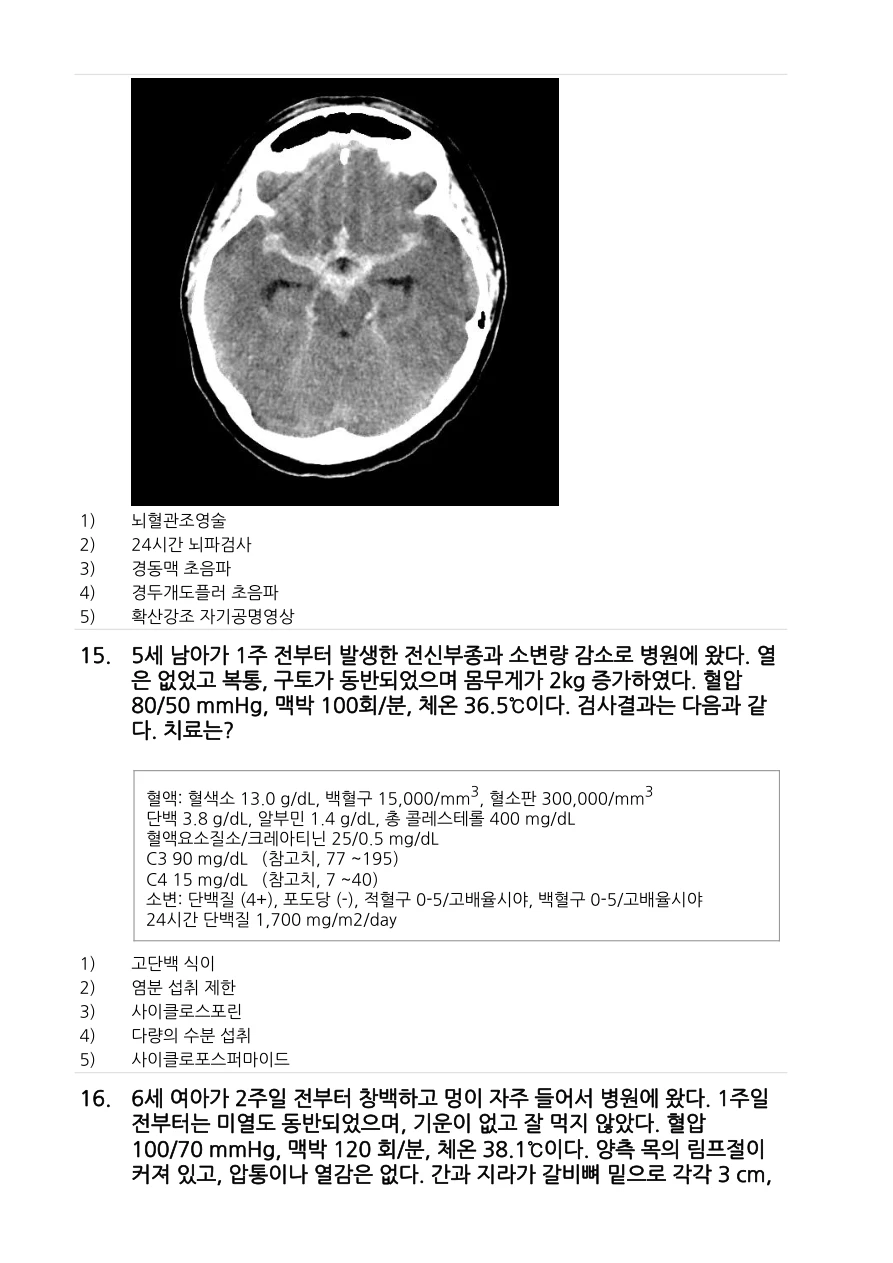 1) 뇌혈관조영술
2) 24시간 뇌파검사
3) 경동맥 초음파
4) 경두개도플러 초음파
5) 확산강조 자기공명영상
15. 5세 남아가 1주 전부터 발생한 전신부종과 소변량 감소로 병원에 왔다. 열
은 없었고 복통, 구토가 동반되었으며 몸무게가 2kg 증가하였다. 혈압
80/50 mmHg, 맥박 100회/분, 체온 36.5℃이다. 검사결과는 다음과 같
다. 치료는?
혈액: 혈색소 13.0 g/dL, 백혈구 15,000/mm3, 혈소판 300,000/mm3
단백 3.8 g/dL, 알부민 1.4 g/dL, 총 콜레스테롤 400 mg/dL
혈액요소질소/크레아티닌 25/0.5 mg/dL
C3 90 mg/dL (참고치, 77 ~195)
C4 15 mg/dL (참고치, 7 ~40)
소변: 단백질 (4+), 포도당 (-), 적혈구 0-5/고배율시야, 백혈구 0-5/고배율시야
24시간 단백질 1,700 mg/m2/day
1) 고단백 식이
2) 염분 섭취 제한
3) 사이클로스포린
4) 다량의 수분 섭취
5) 사이클로포스퍼마이드
16. 6세 여아가 2주일 전부터 창백하고 멍이 자주 들어서 병원에 왔다. 1주일
전부터는 미열도 동반되었으며, 기운이 없고 잘 먹지 않았다. 혈압
100/70 mmHg, 맥박 120 회/분, 체온 38.1℃이다. 양측 목의 림프절이
커져 있고, 압통이나 열감은 없다. 간과 지라가 갈비뼈 밑으로 각각 3 cm,